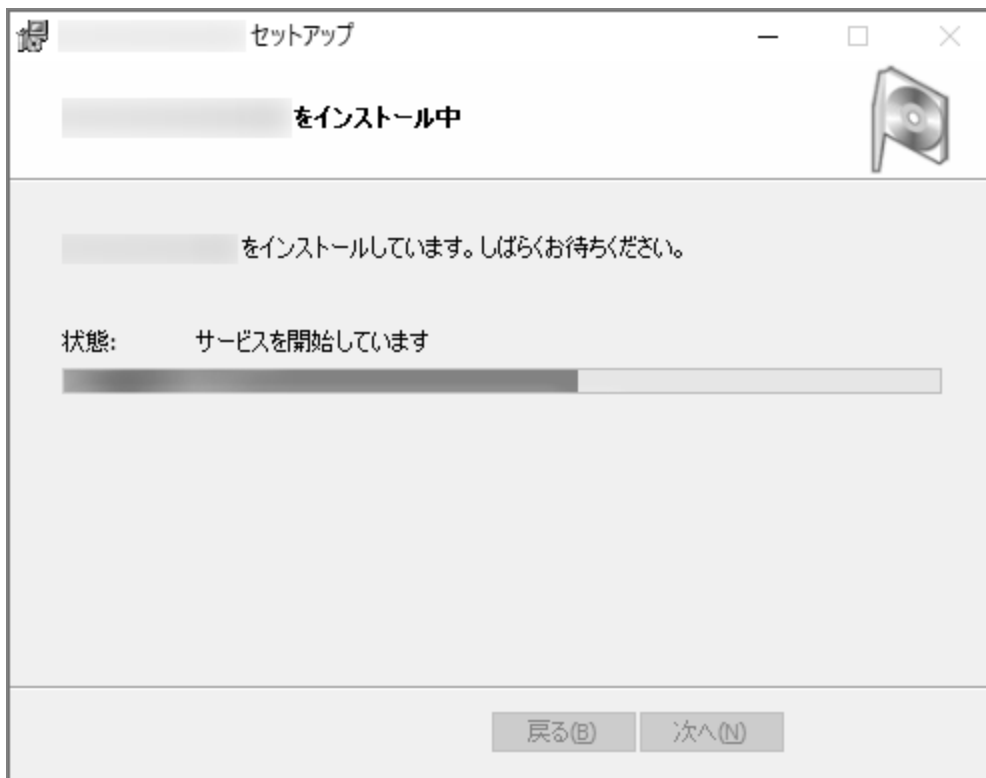 セットアップ
をインストール中
をインストールしています。しばらくお待ちください。
状態: サービスを開始しています
戻る(B) 次へ(N)